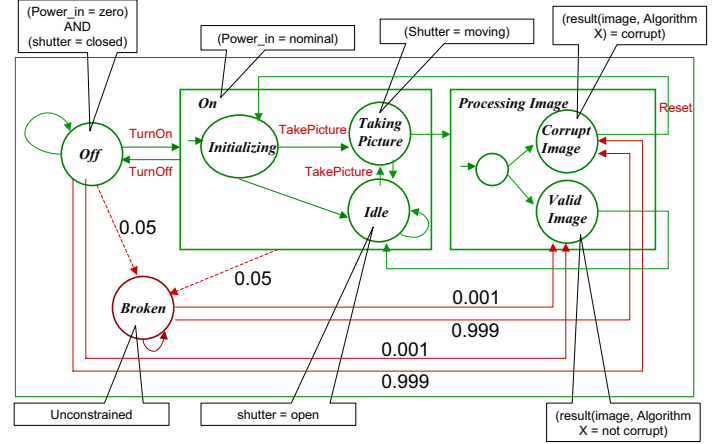 (Power_in = zero)
AND
(shutter = closed)
(Power_in = nominal)
(Shutter = moving)
(result(image, Algorithm
X) = corrupt)
On
Processing Image
Reset
TurnOn
TakePicture
Taking
Picture
Corrupt
Image
Off
Initializing
TurnOff
TakePicture
Valid
Image
Idle
0.05
0.05
Broken
0.001
0.999
0.001
0.999
Unconstrained
shutter = open
(result(image, Algorithm
X = not corrupt)